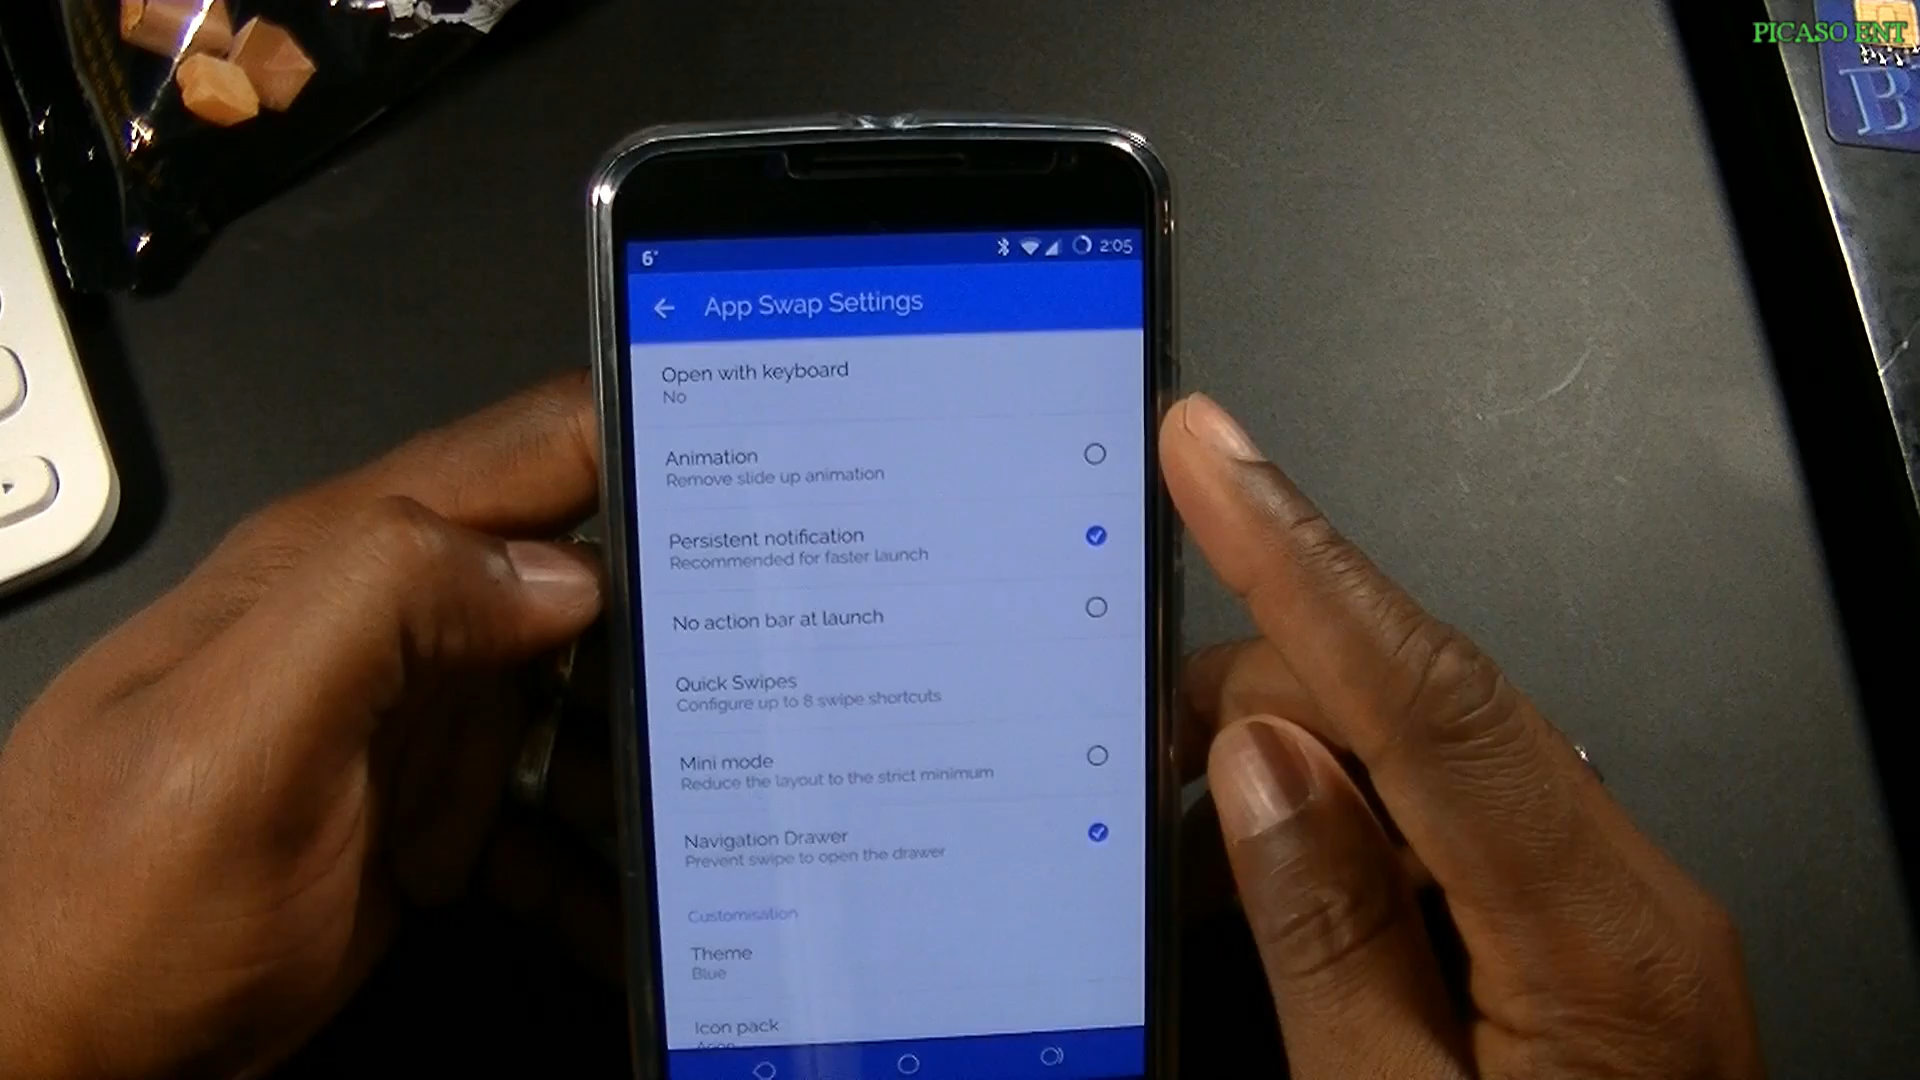 PICASO ENT
B
6°
2:05
App Swap Settings
Open with keyboard
No
Animation
Remove slide up animation
Persistent notification
Recommended for faster launch
No action bar at launch
Quick Swipes
Configure up to 8 swipe shortcuts
Mini mode
Reduce the layout to the strict minimum
Navigation Drawer
Prevent swipe to open the drawer
Customisation
Theme
Blue
Icon pack